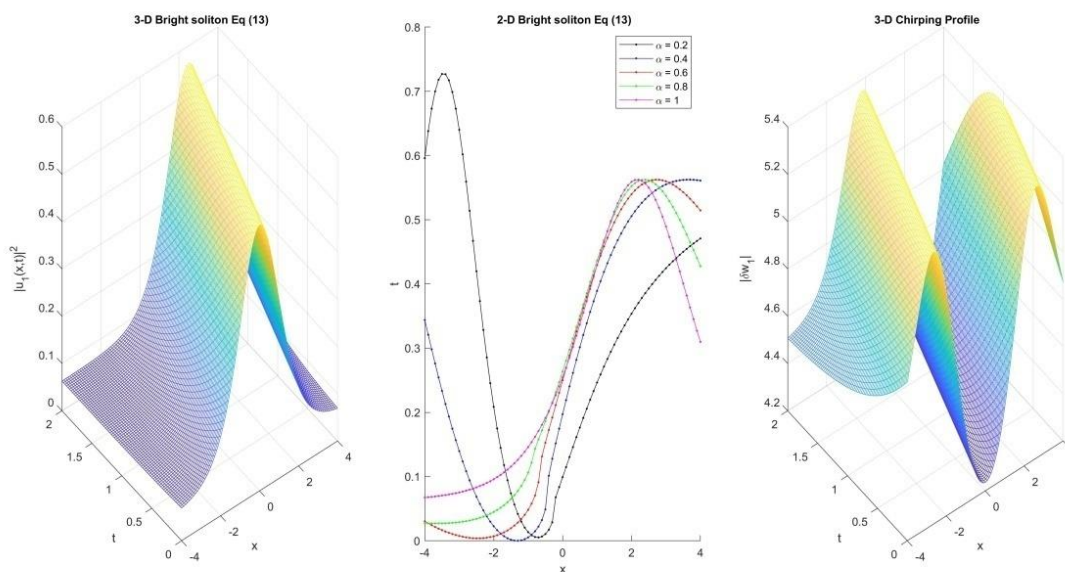 3-D Bright soliton Eq (13)
|u₁(x,t)|²
0.6
0.5
0.4
0.3
0.2
0.1
0
2
1.5
1
0.5
0
t
-4
-2
0
2
4
x
2-D Bright soliton Eq (13)
α = 0.2
α = 0.4
α = 0.6
α = 0.8
α = 1
t
0.8
0.7
0.6
0.5
0.4
0.3
0.2
0.1
0
-4
-2
0
2
4
x
3-D Chirping Profile
|δw₁|
5.4
5.2
5
4.8
4.6
4.4
4.2
2
1.5
1
0.5
0
t
-4
-2
0
2
x